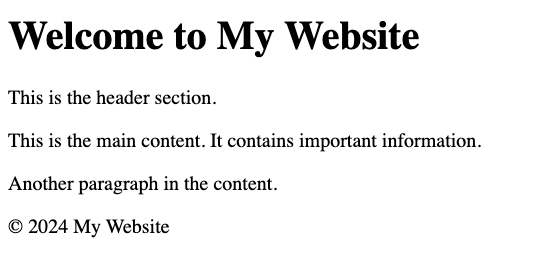 Welcome to My Website
This is the header section.
This is the main content. It contains important information.
Another paragraph in the content.
© 2024 My Website